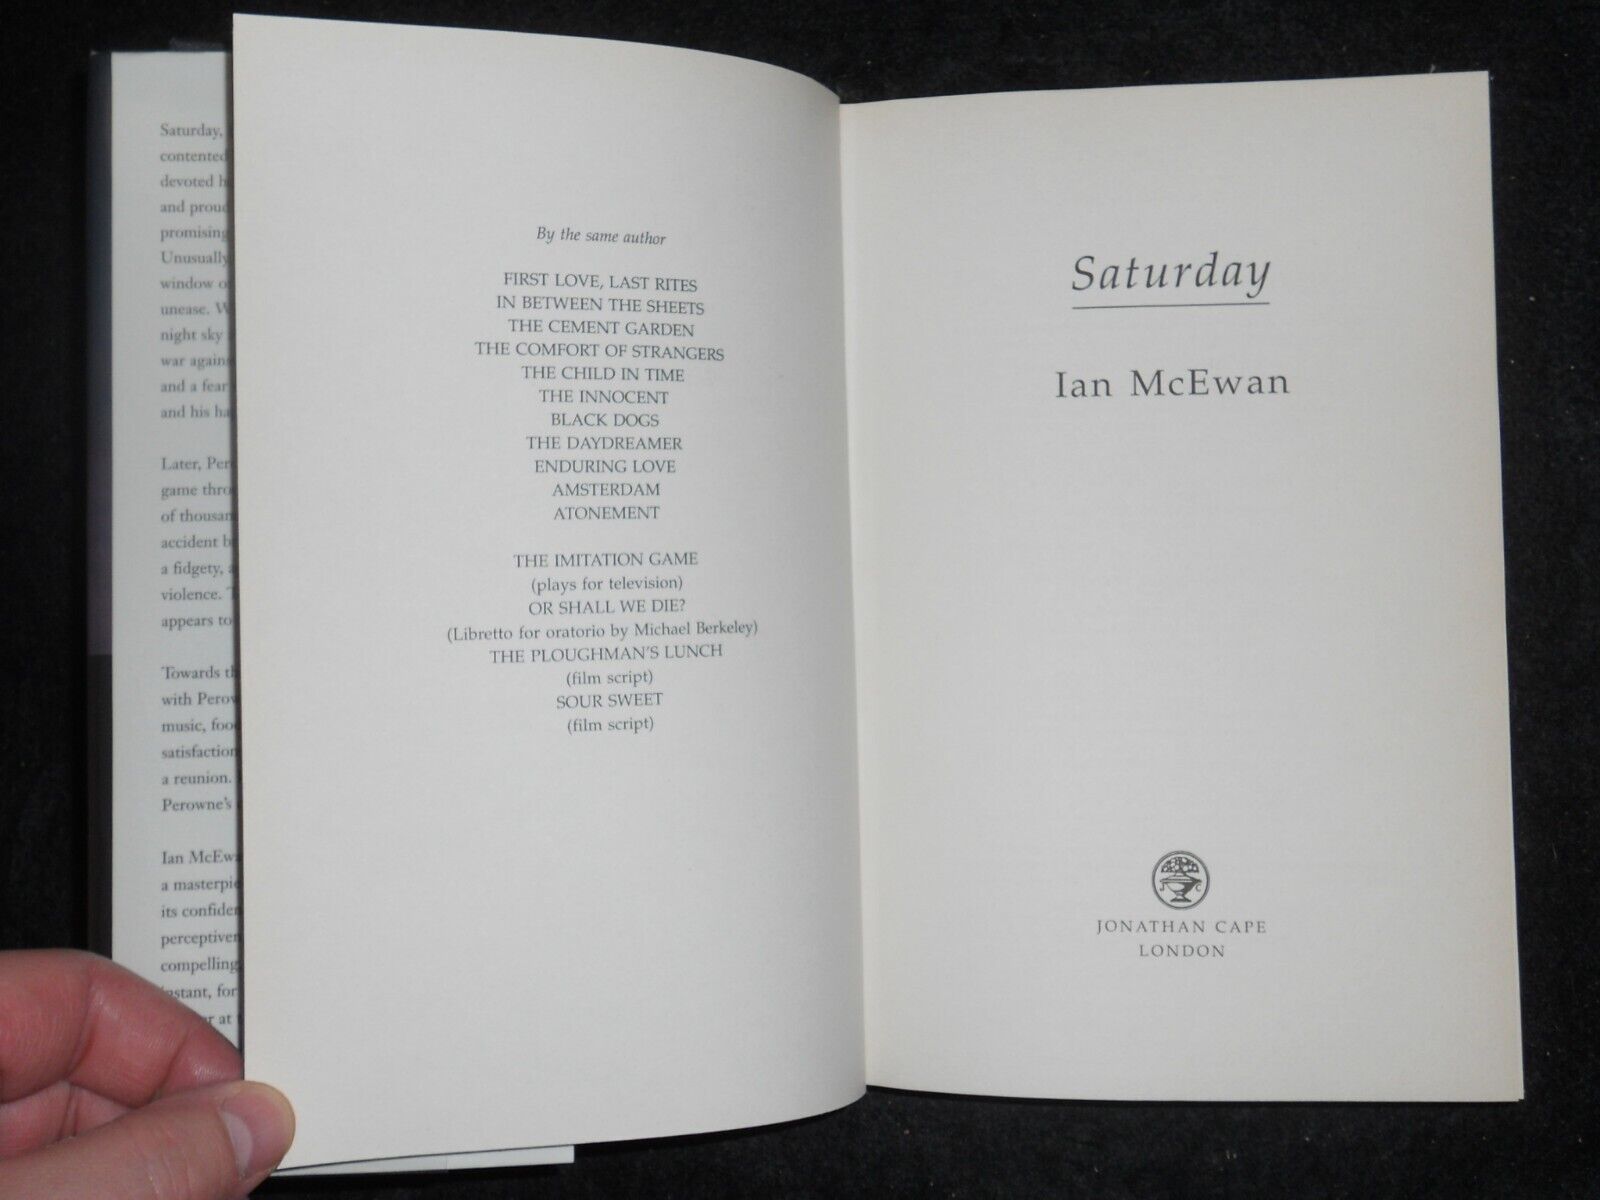 Saturday,
contented
devoted
and proud
promising
Unusually
window
unease.
night sky
war against
and a fear
and his
Later,
game
of
accident
a fidgety,
violence.
appears to
Towards
with
music,
satisfaction
a reunion.
Perowne's
Ian
a
its
compelling,
instant, for
at
By the same author
FIRST LOVE, LAST RITES
IN BETWEEN THE SHEETS
THE CEMENT GARDEN
THE COMFORT OF STRANGERS
THE CHILD IN TIME
THE INNOCENT
BLACK DOGS
THE DAYDREAMER
ENDURING LOVE
AMSTERDAM
ATONEMENT
THE IMITATION GAME
(plays for television)
OR SHALL WE DIE?
(Libretto for oratorio by Michael Berkeley)
THE PLOUGHMAN'S LUNCH
(film script)
SOUR SWEET
(film script)
Saturday
Ian McEwan
J C
JONATHAN CAPE
LONDON